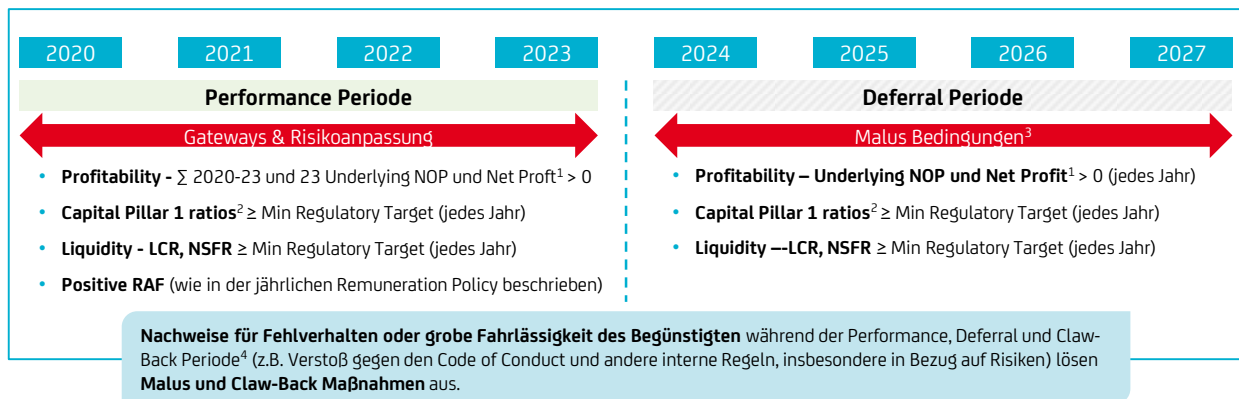 2020 2021 2022 2023 2024 2025 2026 2027
Performance Periode
Gateways & Risikoanpassung
• Profitability - ∑ 2020-23 und 23 Underlying NOP und Net Proft¹ > 0
• Capital Pillar 1 ratios² ≥ Min Regulatory Target (jedes Jahr)
• Liquidity - LCR, NSFR ≥ Min Regulatory Target (jedes Jahr)
• Positive RAF (wie in der jährlichen Remuneration Policy beschrieben)
Deferral Periode
Malus Bedingungen³
• Profitability – Underlying NOP und Net Profit¹ > 0 (jedes Jahr)
• Capital Pillar 1 ratios² ≥ Min Regulatory Target (jedes Jahr)
• Liquidity –-LCR, NSFR ≥ Min Regulatory Target (jedes Jahr)
Nachweise für Fehlverhalten oder grobe Fahrlässigkeit des Begünstigten während der Performance, Deferral und Claw-
Back Periode⁴ (z.B. Verstoß gegen den Code of Conduct und andere interne Regeln, insbesondere in Bezug auf Risiken) lösen
Malus und Claw-Back Maßnahmen aus.